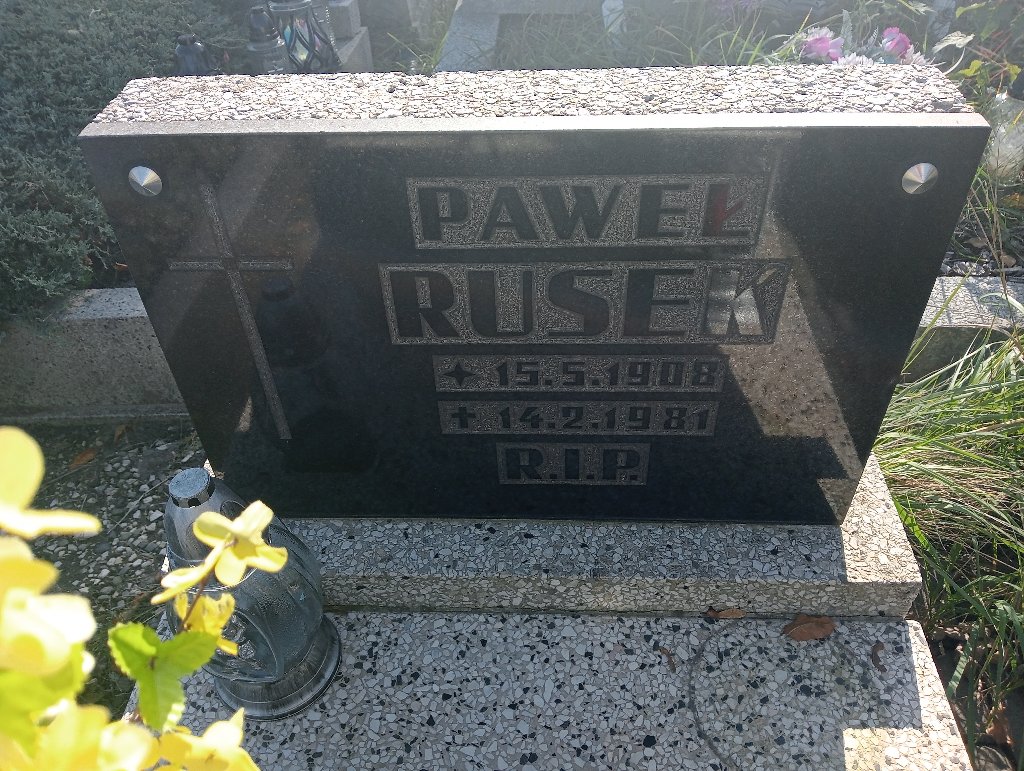 PAWEŁ
RUSEK
✦ 15.5.1908
✝ 14.2.1981
R.I.P.